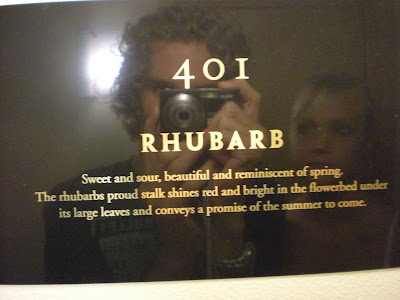 401
RHUBARB
Sweet and sour, beautiful and reminiscent of spring.
The rhubarbs proud stalk shines red and bright in the flowerbed under
its large leaves and conveys a promise of the summer to come.